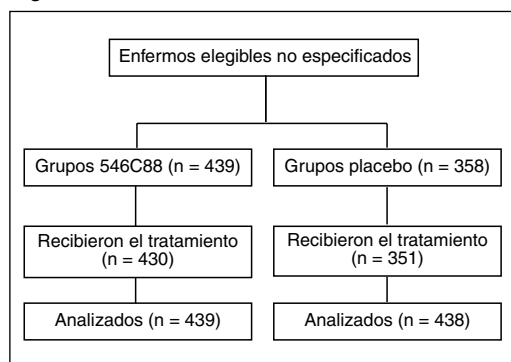 Enfermos elegibles no especificados
Grupos 546C88 (n = 439)
Grupos placebo (n = 358)
Recibieron el tratamiento
(n = 430)
Recibieron el tratamiento
(n = 351)
Analizados (n = 439)
Analizados (n = 438)